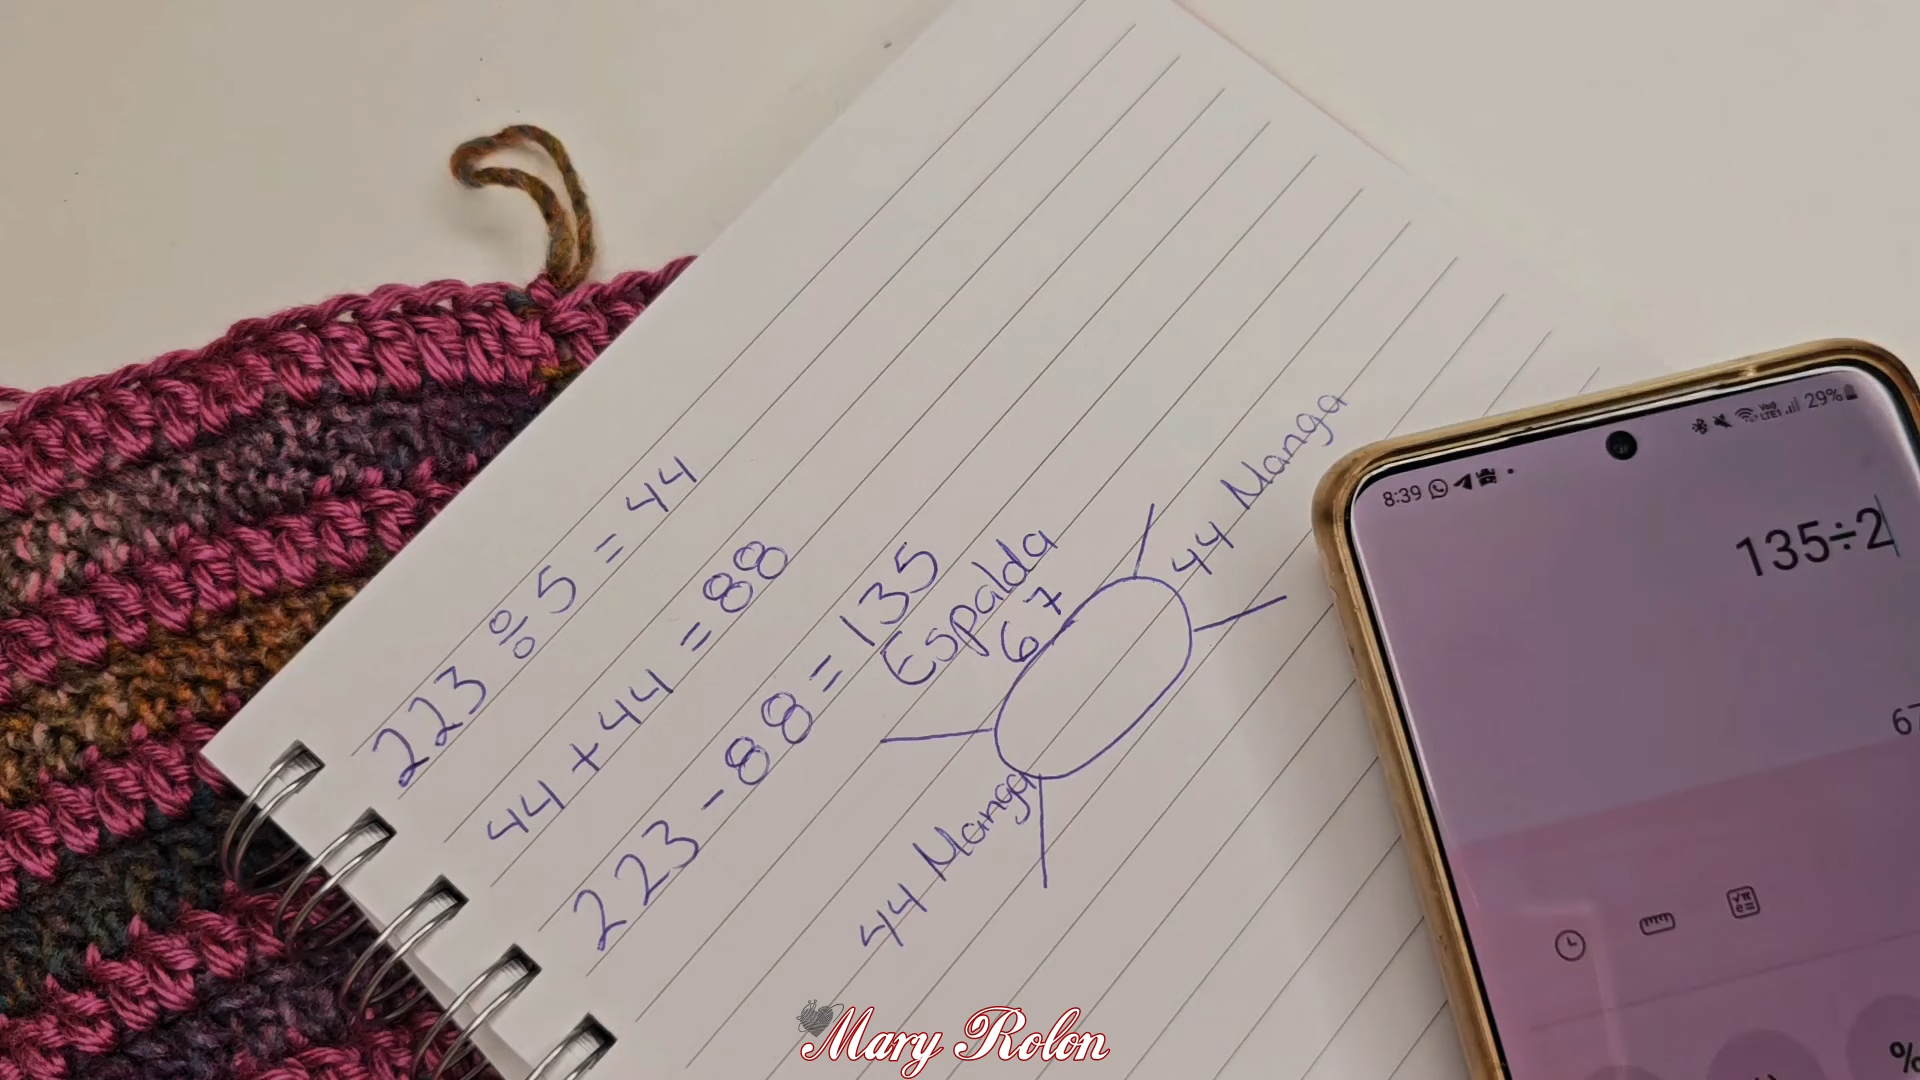 223 ÷ 5 = 44
44 + 44 = 88
223 - 88 = 135
Espalda
67
44 Manga
44 Manga
8:39
29%
135÷2
%
Mary Rolon